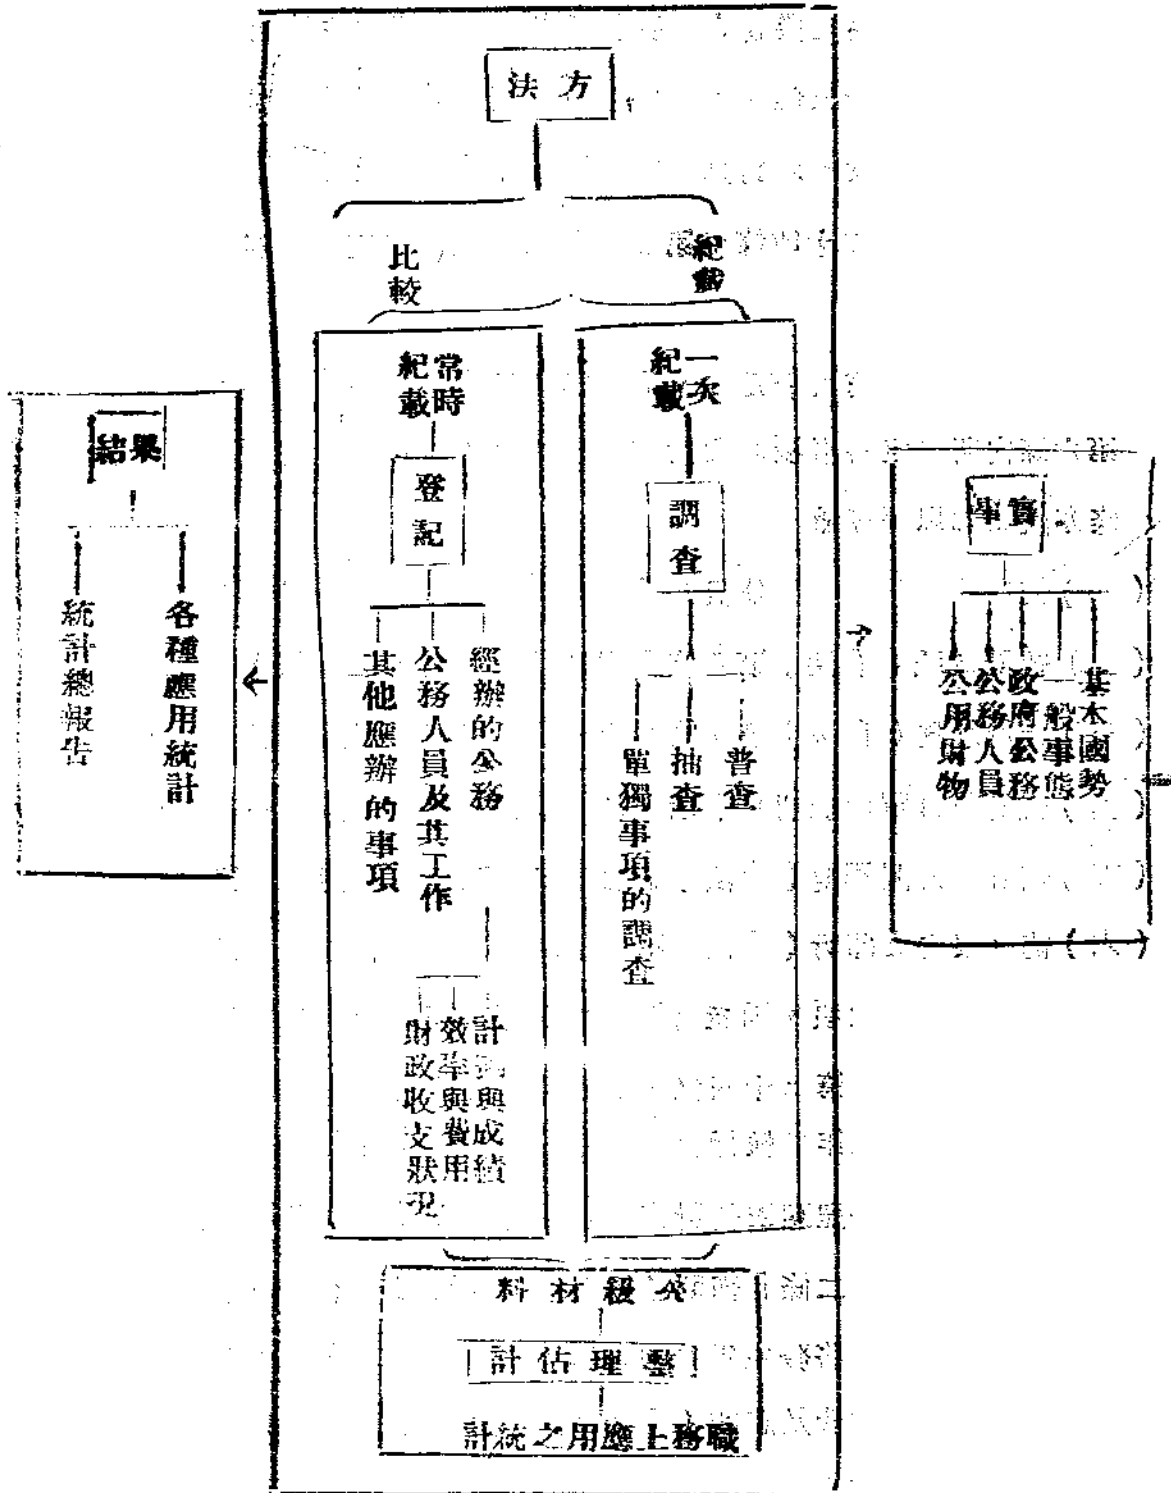 方法
紀載
比較
一次
紀載
調查
普查
抽查
單獨事項的調查
常時
紀載
登記
經辦的公務
計與成績
效率與費用
財政收支狀況
公務人員及其工作
其他應辦的事項
級材料
整理估計
職務上應用之統計
事實
基本國勢
一般事態
政府公務
公務人員
公用財物
結果
各種應用統計
統計總報告